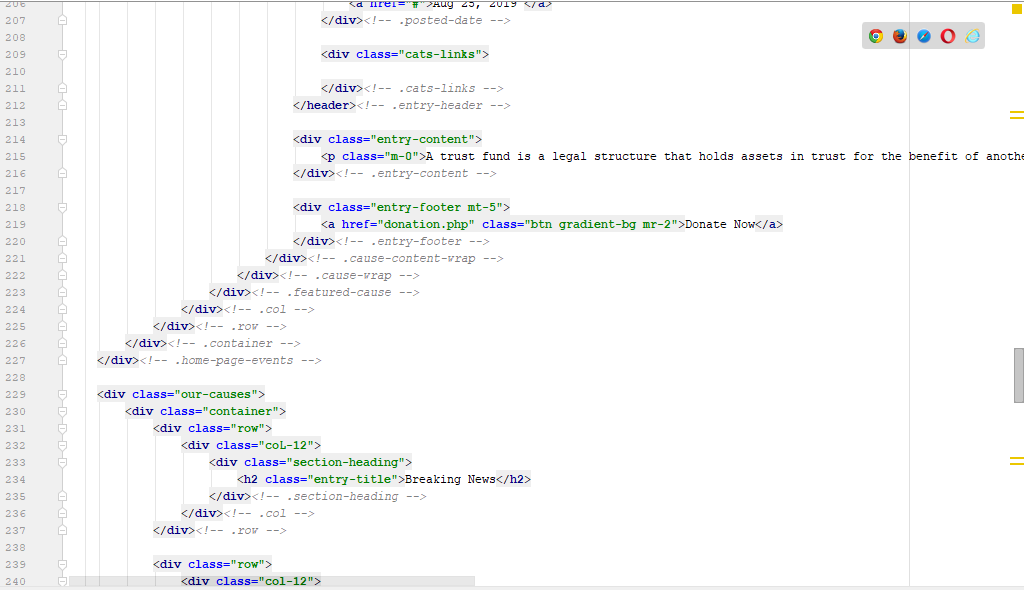 206 <a href="#">Aug 25, 2019 </a>
207 </div><!-- .posted-date -->
208
209 <div class="cats-links">
210
211 </div><!-- .cats-links -->
212 </header><!-- .entry-header -->
213
214 <div class="entry-content">
215 <p class="m-0">A trust fund is a legal structure that holds assets in trust for the benefit of anothe
216 </div><!-- .entry-content -->
217
218 <div class="entry-footer mt-5">
219 <a href="donation.php" class="btn gradient-bg mr-2">Donate Now</a>
220 </div><!-- .entry-footer -->
221 </div><!-- .cause-content-wrap -->
222 </div><!-- .cause-wrap -->
223 </div><!-- .featured-cause -->
224 </div><!-- .col -->
225 </div><!-- .row -->
226 </div><!-- .container -->
227 </div><!-- .home-page-events -->
228
229 <div class="our-causes">
230 <div class="container">
231 <div class="row">
232 <div class="coL-12">
233 <div class="section-heading">
234 <h2 class="entry-title">Breaking News</h2>
235 </div><!-- .section-heading -->
236 </div><!-- .col -->
237 </div><!-- .row -->
238
239 <div class="row">
240 <div class="col-12">